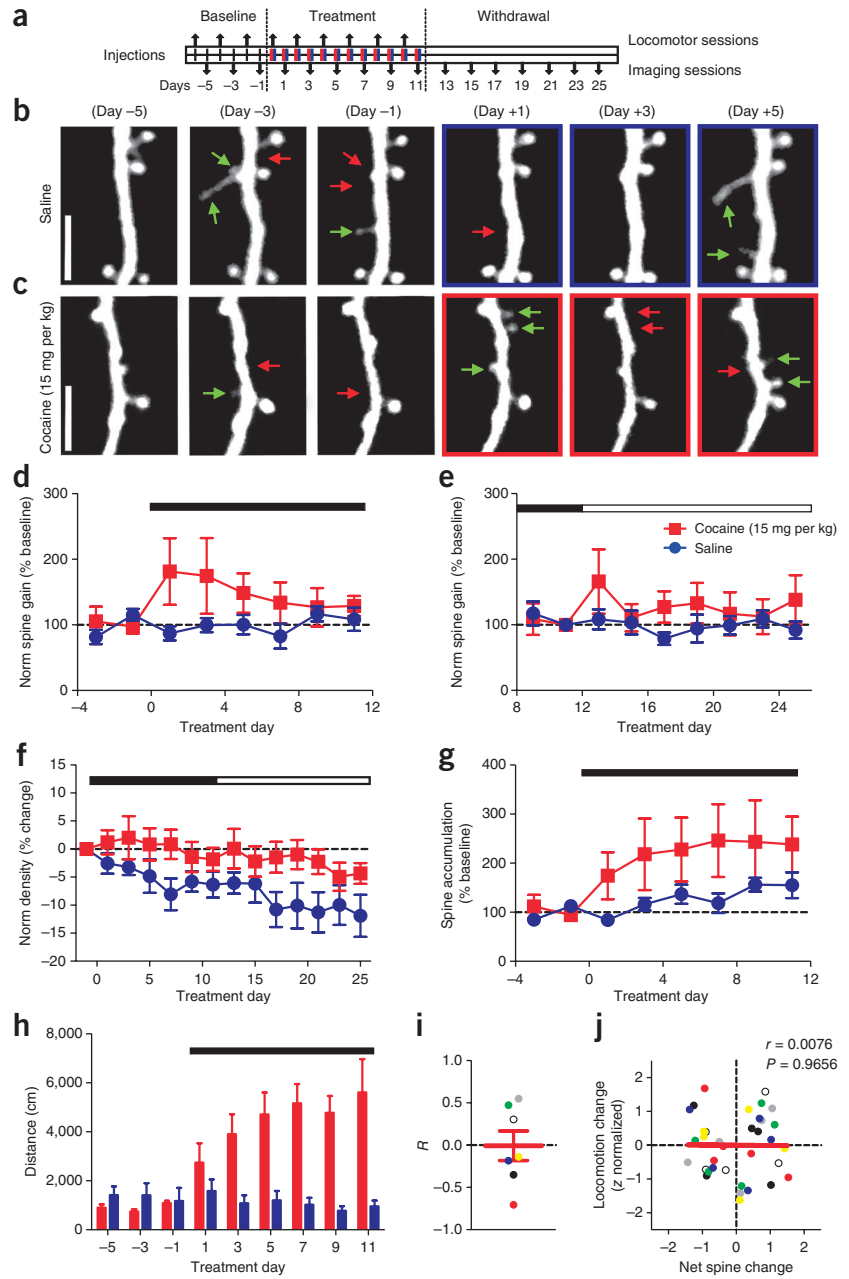 a
Baseline Treatment Withdrawal
Injections
Locomotor sessions
Imaging sessions
Days –5 –3 –1 1 3 5 7 9 11 13 15 17 19 21 23 25
b
(Day –5) (Day –3) (Day –1) (Day +1) (Day +3) (Day +5)
Saline
c
Cocaine (15 mg per kg)
d
Norm spine gain (% baseline)
300
200
100
0
–4 0 4 8 12
Treatment day
e
Norm spine gain (% baseline)
300
200
100
0
8 12 16 20 24
Treatment day
Cocaine (15 mg per kg)
Saline
f
Norm density (% change)
15
10
5
0
–5
–10
–15
–20
0 5 10 15 20 25
Treatment day
g
Spine accumulation
(% baseline)
400
300
200
100
0
–4 0 4 8 12
Treatment day
h
Distance (cm)
8,000
6,000
4,000
2,000
0
–5 –3 –1 1 3 5 7 9 11
Treatment day
i
R
1.0
0.5
0.0
–0.5
–1.0
j
r = 0.0076
P = 0.9656
Locomotion change
(z normalized)
2
1
0
–1
–2
–2 –1 0 1 2
Net spine change